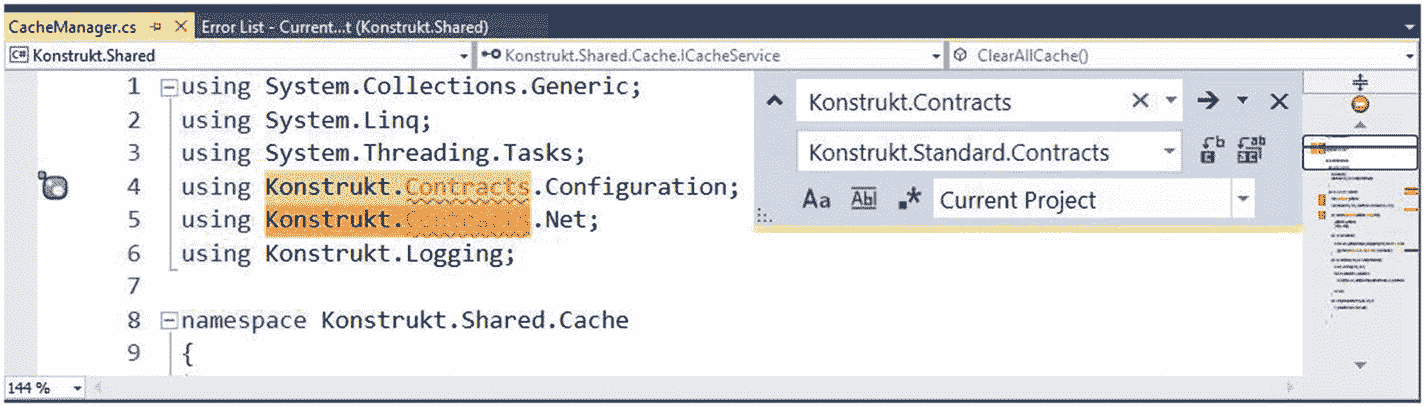 CacheManager.cs
Error List - Current...t (Konstrukt.Shared)
C# Konstrukt.Shared
Konstrukt.Shared.Cache.ICacheService
ClearAllCache()
1 using System.Collections.Generic;
2 using System.Linq;
3 using System.Threading.Tasks;
4 using Konstrukt.Contracts.Configuration;
5 using Konstrukt.Contracts.Net;
6 using Konstrukt.Logging;
7
8 namespace Konstrukt.Shared.Cache
9 {
Konstrukt.Contracts
Konstrukt.Standard.Contracts
Aa Abl .* Current Project
144 %